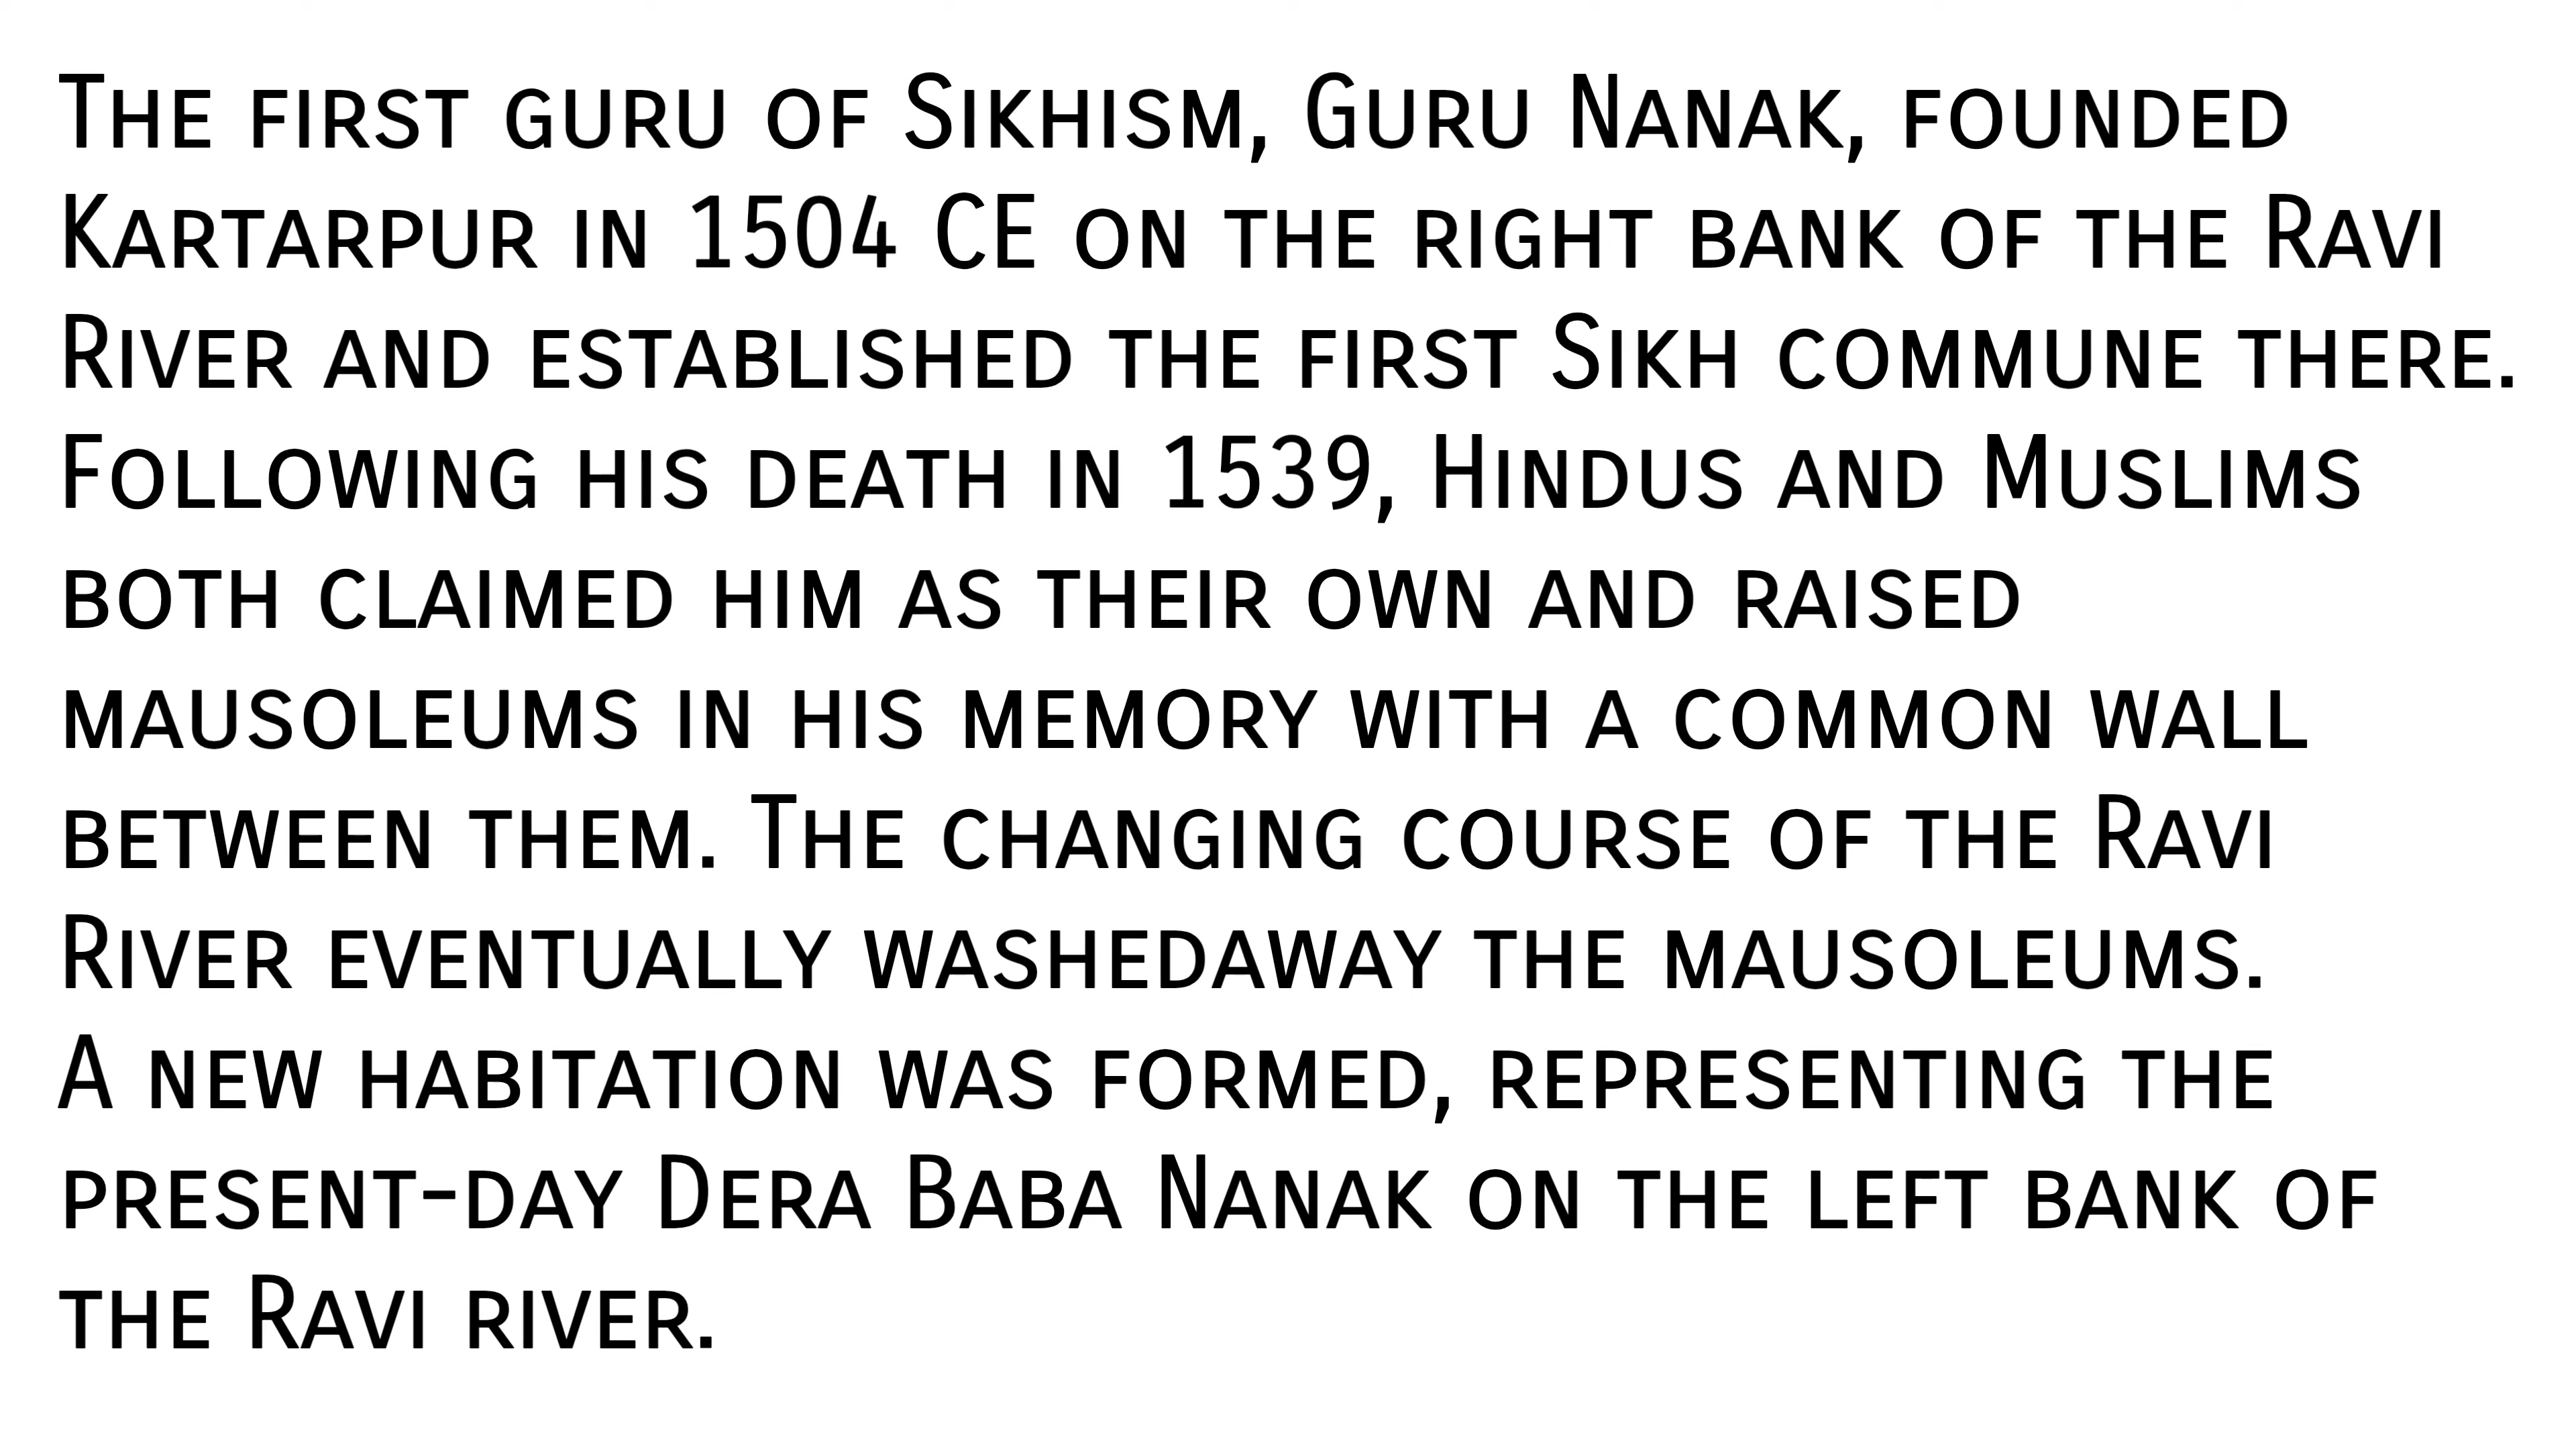 The first guru of Sikhism, Guru Nanak, founded
Kartarpur in 1504 CE on the right bank of the Ravi
River and established the first Sikh commune there.
Following his death in 1539, Hindus and Muslims
both claimed him as their own and raised
mausoleums in his memory with a common wall
between them. The changing course of the Ravi
River eventually washedaway the mausoleums.
A new habitation was formed, representing the
present-day Dera Baba Nanak on the left bank of
the Ravi river.